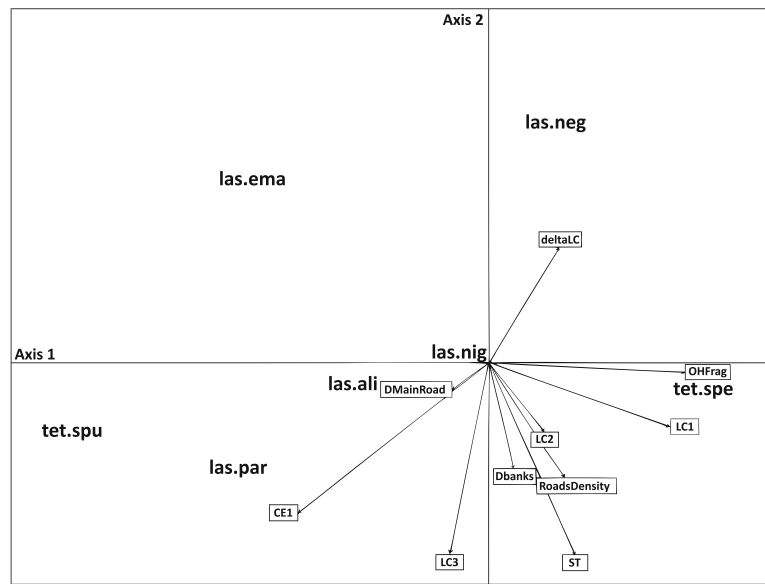 Axis 2
las.neg
las.ema
deltaLC
Axis 1
las.nig
OHFrag
las.ali
DMainRoad
tet.spe
LC1
tet.spu
LC2
las.par
Dbanks
RoadsDensity
CE1
LC3
ST